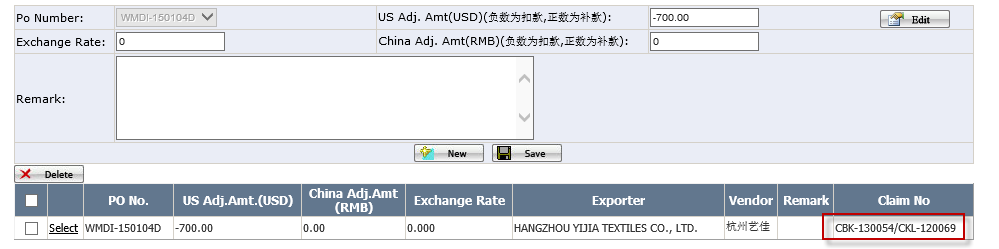 Po Number: WMDI-150104D US Adj. Amt(USD)(负数为扣款,正数为补款): -700.00 Edit
Exchange Rate: 0 China Adj. Amt(RMB)(负数为扣款,正数为补款): 0
Remark:
New Save
Delete
PO No. US Adj.Amt.(USD) China Adj.Amt (RMB) Exchange Rate Exporter Vendor Remark Claim No
Select WMDI-150104D -700.00 0.00 0.000 HANGZHOU YIJIA TEXTILES CO., LTD. 杭州艺佳 CBK-130054/CKL-120069